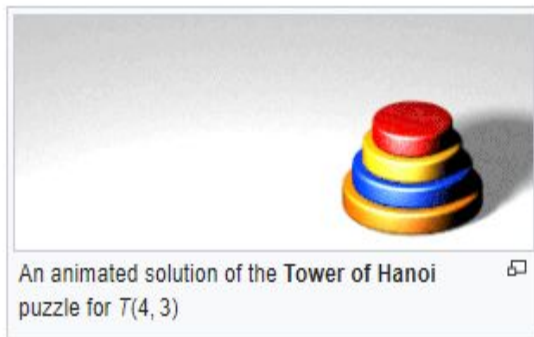 An animated solution of the Tower of Hanoi
puzzle for T(4, 3)